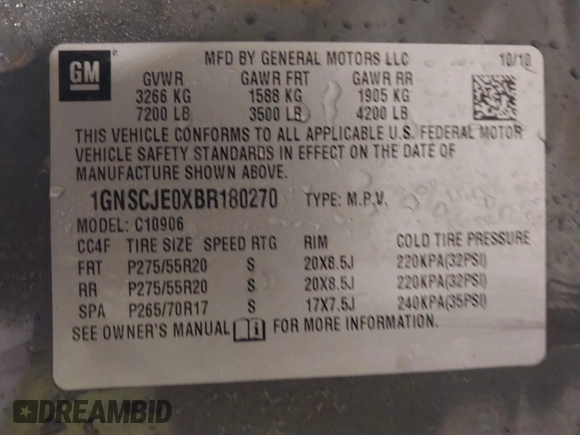 GM
MFD BY GENERAL MOTORS LLC 10/10
GVWR GAWR FRT GAWR RR
3266 KG 1588 KG 1905 KG
7200 LB 3500 LB 4200 LB
THIS VEHICLE CONFORMS TO ALL APPLICABLE U.S. FEDERAL MOTOR
VEHICLE SAFETY STANDARDS IN EFFECT ON THE DATE OF
MANUFACTURE SHOWN ABOVE.
1GNSCJE0XBR180270 TYPE: M.P.V.
MODEL: C10906
CC4F TIRE SIZE SPEED RTG RIM COLD TIRE PRESSURE
FRT P275/55R20 S 20X8.5J 220KPA(32PSI)
RR P275/55R20 S 20X8.5J 220KPA(32PSI)
SPA P265/70R17 S 17X7.5J 240KPA(35PSI)
SEE OWNER'S MANUAL FOR MORE INFORMATION.
DREAMBID